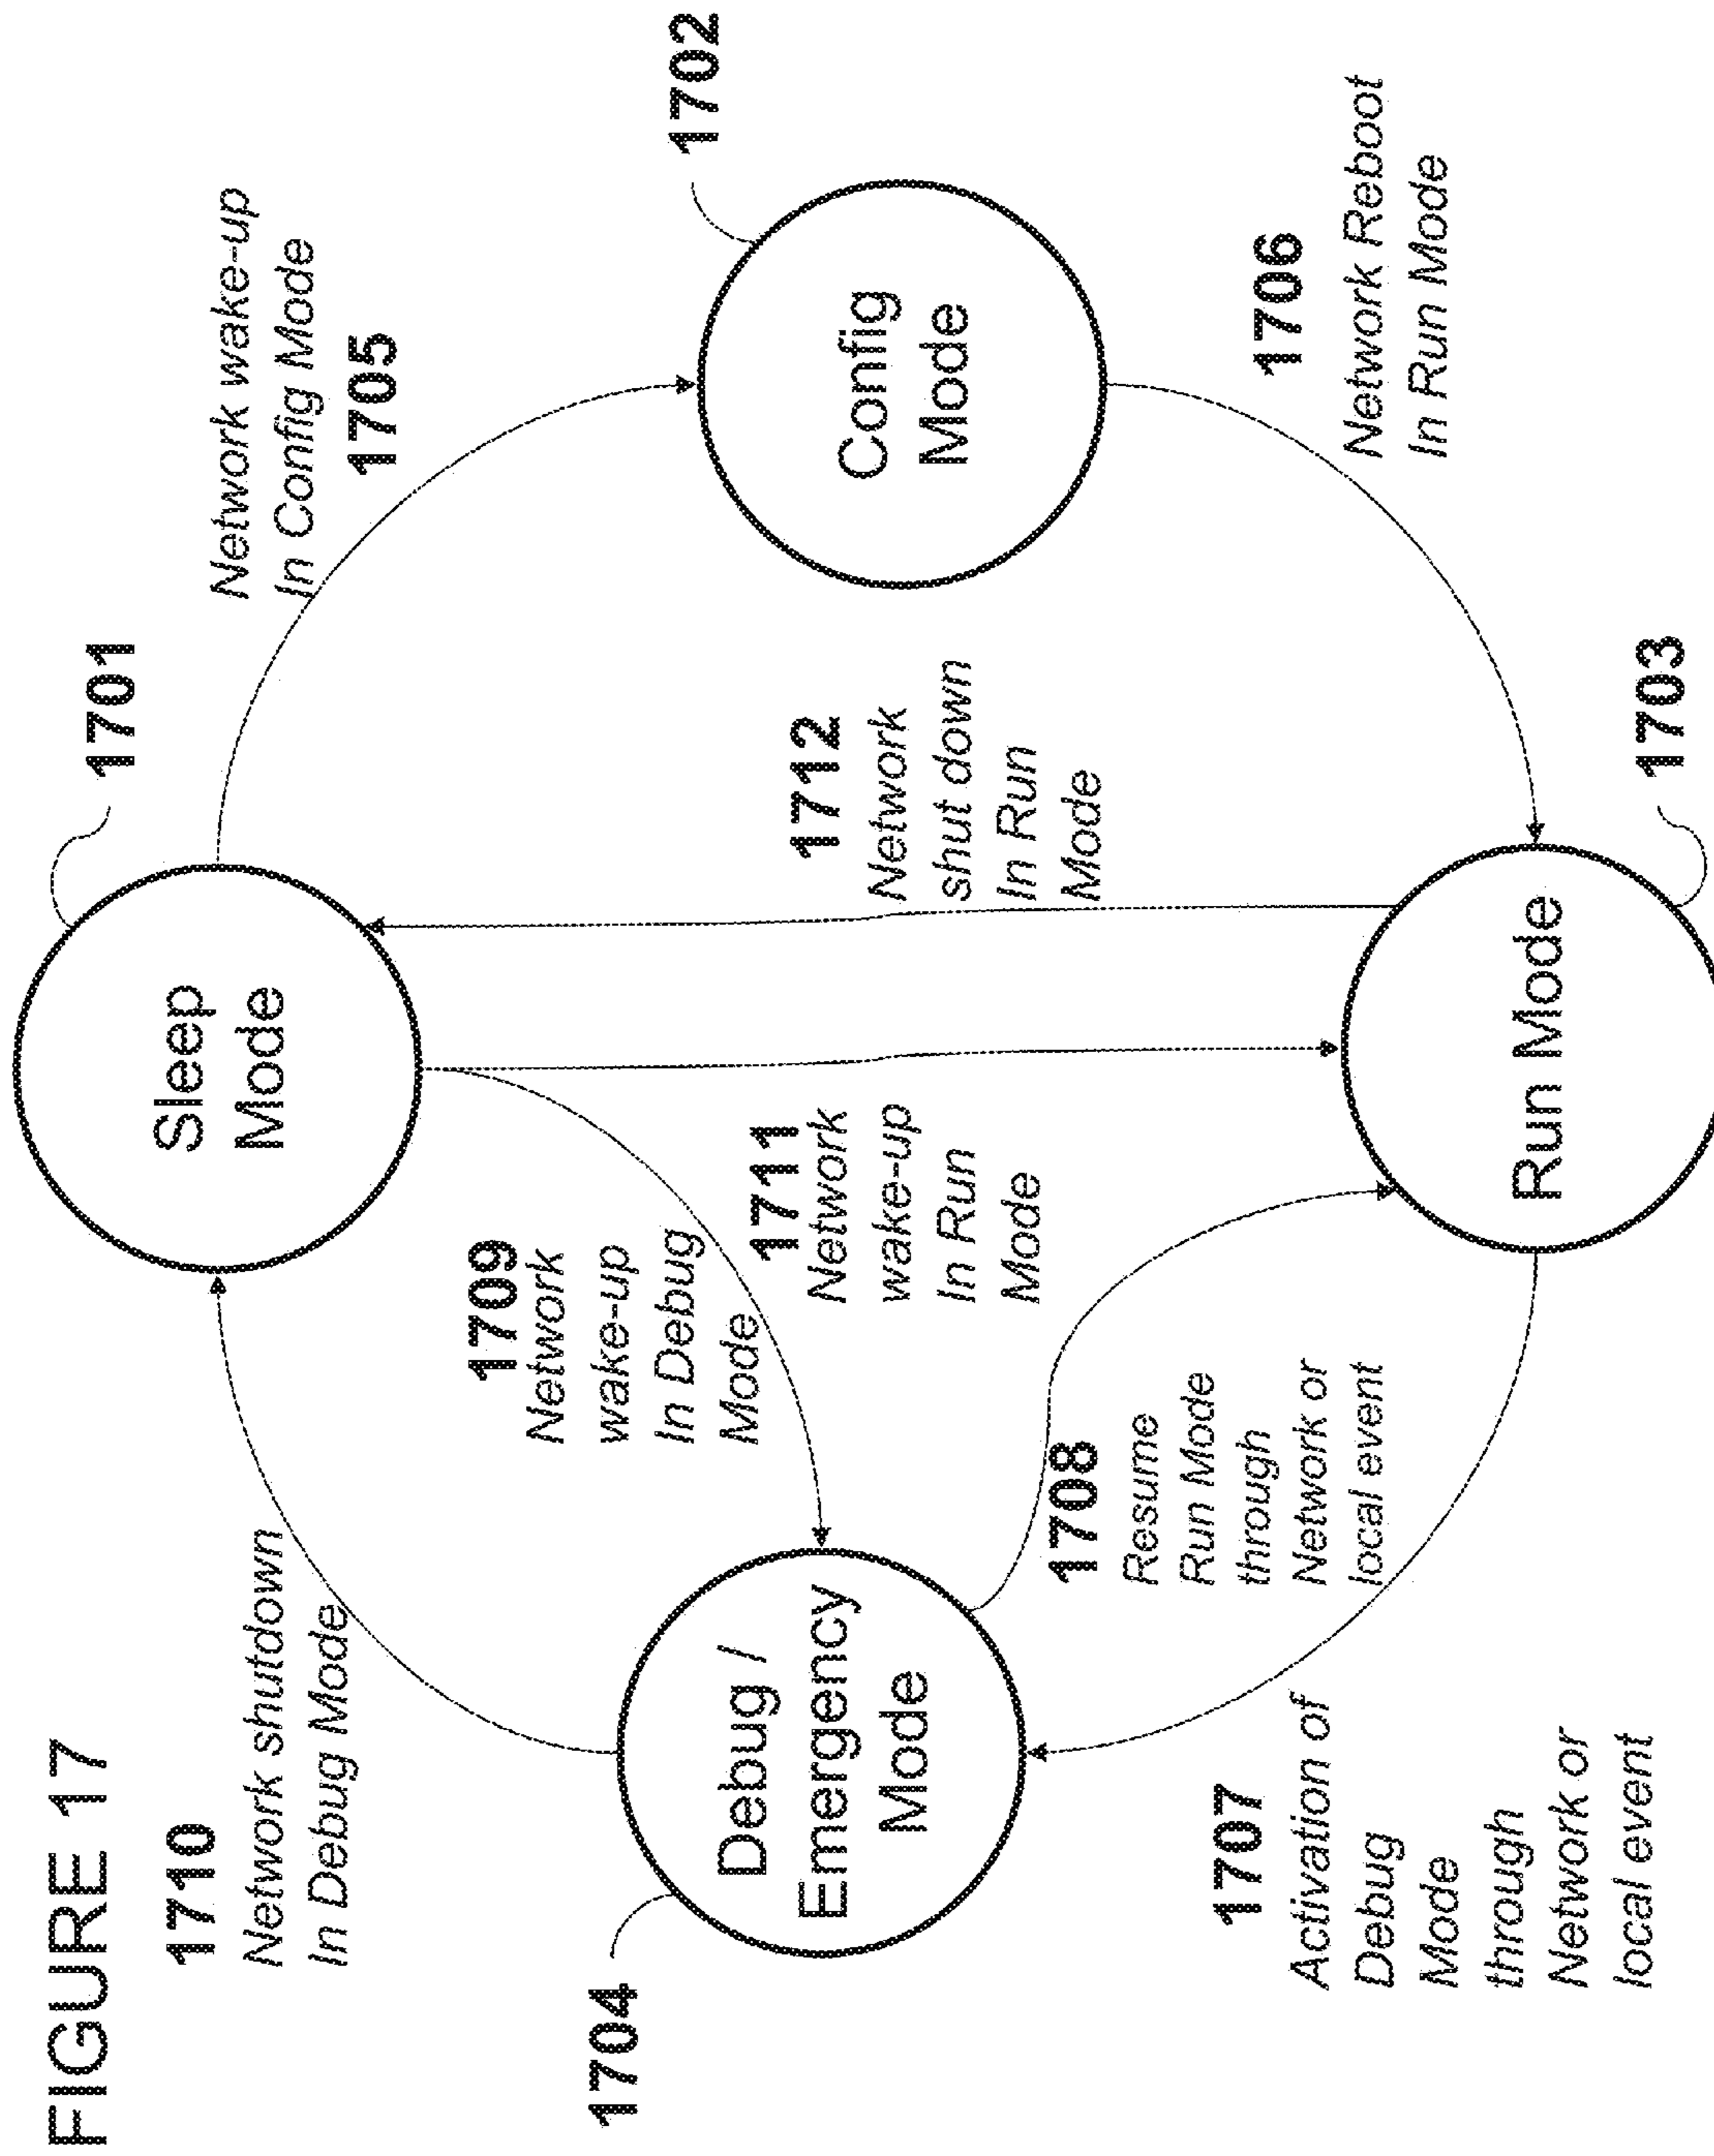 FIGURE 17
1710
Network shutdown
In Debug Mode
1701
Sleep
Mode
Network wake-up
In Config Mode
1705
1709
Network
wake-up
In Debug
Mode
1711
Network
wake-up
In Run
Mode
1712
Network
shut down
In Run
Mode
1704
Debug /
Emergency
Mode
1702
Config
Mode
1708
Resume
Run Mode
through
Network or
local event
1707
Activation of
Debug
Mode
through
Network or
local event
1703
Run Mode
1706
Network Reboot
In Run Mode